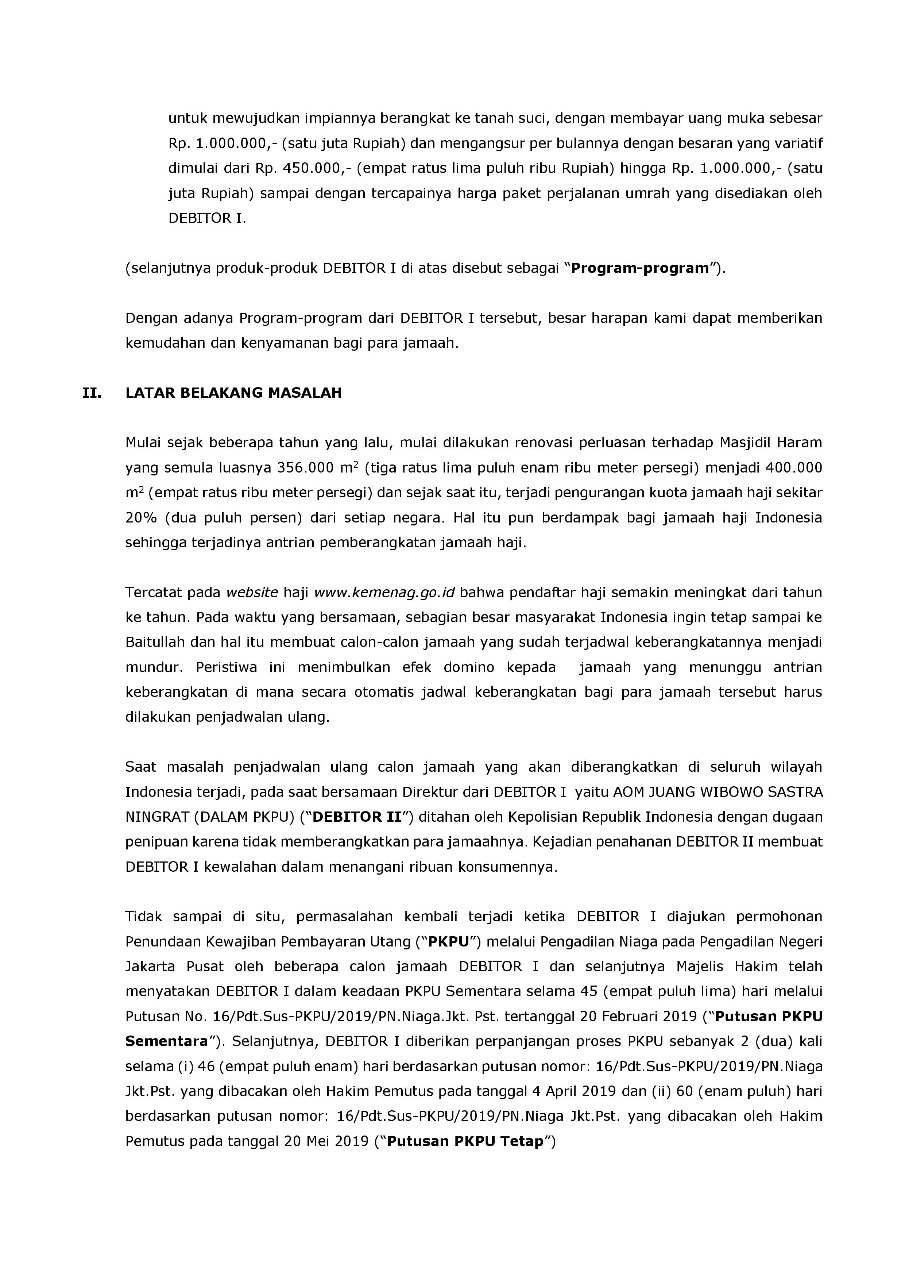 untuk mewujudkan impiannya berangkat ke tanah suci, dengan membayar uang muka sebesar
Rp. 1.000.000,- (satu juta Rupiah) dan mengangsur per bulannya dengan besaran yang variatif
dimulai dari Rp. 450.000,- (empat ratus lima puluh ribu Rupiah) hingga Rp. 1.000.000,- (satu
juta Rupiah) sampai dengan tercapainya harga paket perjalanan umrah yang disediakan oleh
DEBITOR I.
(selanjutnya produk-produk DEBITOR I di atas disebut sebagai “Program-program”).
Dengan adanya Program-program dari DEBITOR I tersebut, besar harapan kami dapat memberikan
kemudahan dan kenyamanan bagi para jamaah.
II. LATAR BELAKANG MASALAH
Mulai sejak beberapa tahun yang lalu, mulai dilakukan renovasi perluasan terhadap Masjidil Haram
yang semula luasnya 356.000 m² (tiga ratus lima puluh enam ribu meter persegi) menjadi 400.000
m² (empat ratus ribu meter persegi) dan sejak saat itu, terjadi pengurangan kuota jamaah haji sekitar
20% (dua puluh persen) dari setiap negara. Hal itu pun berdampak bagi jamaah haji Indonesia
sehingga terjadinya antrian pemberangkatan jamaah haji.
Tercatat pada website haji www.kemenag.go.id bahwa pendaftar haji semakin meningkat dari tahun
ke tahun. Pada waktu yang bersamaan, sebagian besar masyarakat Indonesia ingin tetap sampai ke
Baitullah dan hal itu membuat calon-calon jamaah yang sudah terjadwal keberangkatannya menjadi
mundur. Peristiwa ini menimbulkan efek domino kepada jamaah yang menunggu antrian
keberangkatan di mana secara otomatis jadwal keberangkatan bagi para jamaah tersebut harus
dilakukan penjadwalan ulang.
Saat masalah penjadwalan ulang calon jamaah yang akan diberangkatkan di seluruh wilayah
Indonesia terjadi, pada saat bersamaan Direktur dari DEBITOR I yaitu AOM JUANG WIBOWO SASTRA
NINGRAT (DALAM PKPU) (“DEBITOR II”) ditahan oleh Kepolisian Republik Indonesia dengan dugaan
penipuan karena tidak memberangkatkan para jamaahnya. Kejadian penahanan DEBITOR II membuat
DEBITOR I kewalahan dalam menangani ribuan konsumennya.
Tidak sampai di situ, permasalahan kembali terjadi ketika DEBITOR I diajukan permohonan
Penundaan Kewajiban Pembayaran Utang (“PKPU”) melalui Pengadilan Niaga pada Pengadilan Negeri
Jakarta Pusat oleh beberapa calon jamaah DEBITOR I dan selanjutnya Majelis Hakim telah
menyatakan DEBITOR I dalam keadaan PKPU Sementara selama 45 (empat puluh lima) hari melalui
Putusan No. 16/Pdt.Sus-PKPU/2019/PN.Niaga.Jkt. Pst. tertanggal 20 Februari 2019 (“Putusan PKPU
Sementara”). Selanjutnya, DEBITOR I diberikan perpanjangan proses PKPU sebanyak 2 (dua) kali
selama (i) 46 (empat puluh enam) hari berdasarkan putusan nomor: 16/Pdt.Sus-PKPU/2019/PN.Niaga
Jkt.Pst. yang dibacakan oleh Hakim Pemutus pada tanggal 4 April 2019 dan (ii) 60 (enam puluh) hari
berdasarkan putusan nomor: 16/Pdt.Sus-PKPU/2019/PN.Niaga Jkt.Pst. yang dibacakan oleh Hakim
Pemutus pada tanggal 20 Mei 2019 (“Putusan PKPU Tetap”)